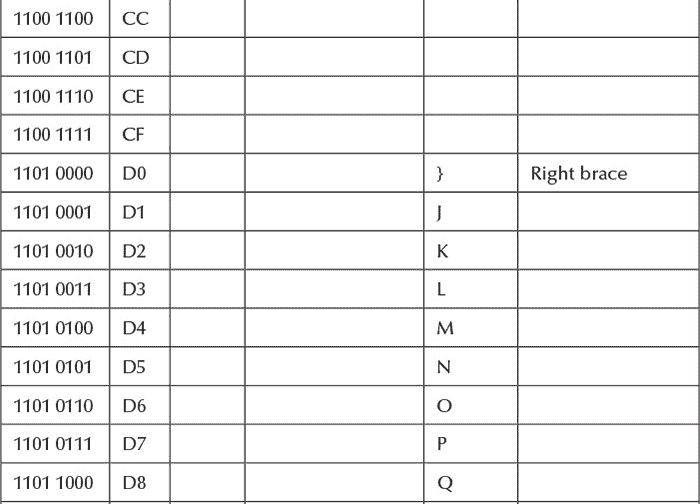 1100 1100 CC
1100 1101 CD
1100 1110 CE
1100 1111 CF
1101 0000 D0 } Right brace
1101 0001 D1 J
1101 0010 D2 K
1101 0011 D3 L
1101 0100 D4 M
1101 0101 D5 N
1101 0110 D6 O
1101 0111 D7 P
1101 1000 D8 Q